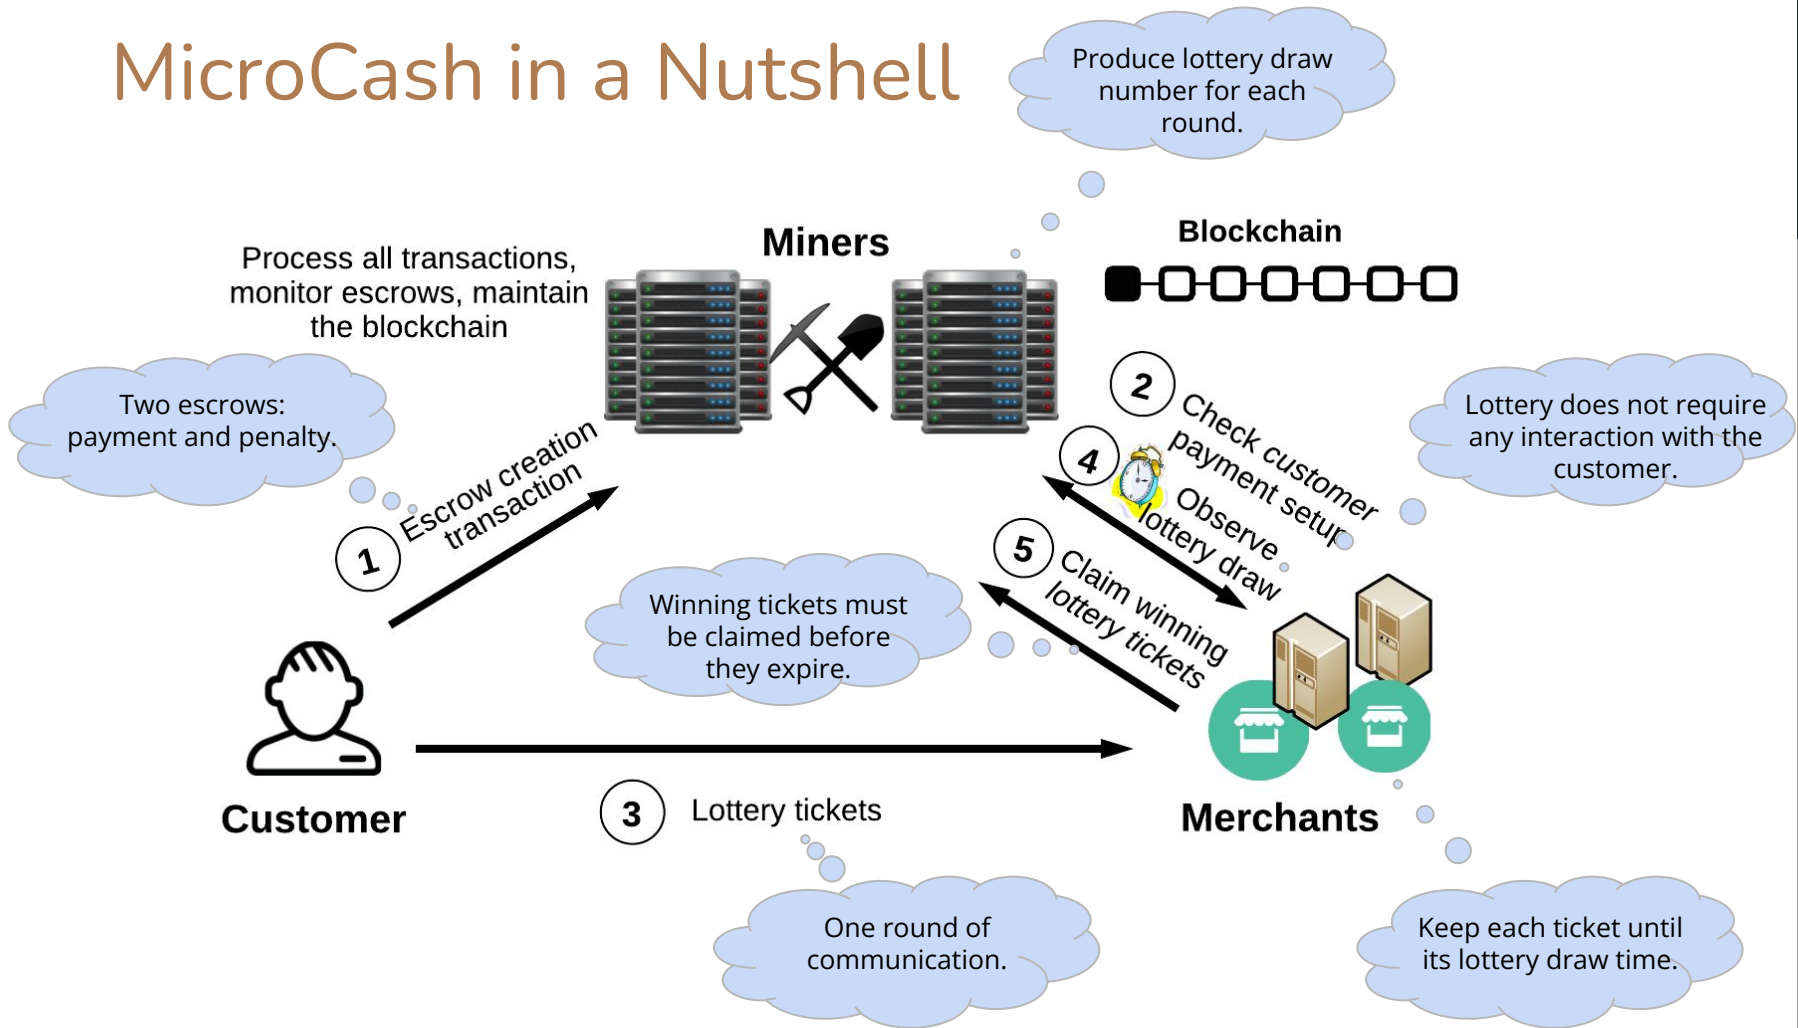 MicroCash in a Nutshell
Produce lottery draw
number for each
round.
Miners
Blockchain
Process all transactions,
monitor escrows, maintain
the blockchain
Two escrows:
payment and penalty.
1
Escrow creation
transaction
2
Check customer
payment setup
Lottery does not require
any interaction with the
customer.
4
Observe
lottery draw
5
Claim winning
lottery tickets
Winning tickets must
be claimed before
they expire.
Customer
3
Lottery tickets
Merchants
One round of
communication.
Keep each ticket until
its lottery draw time.